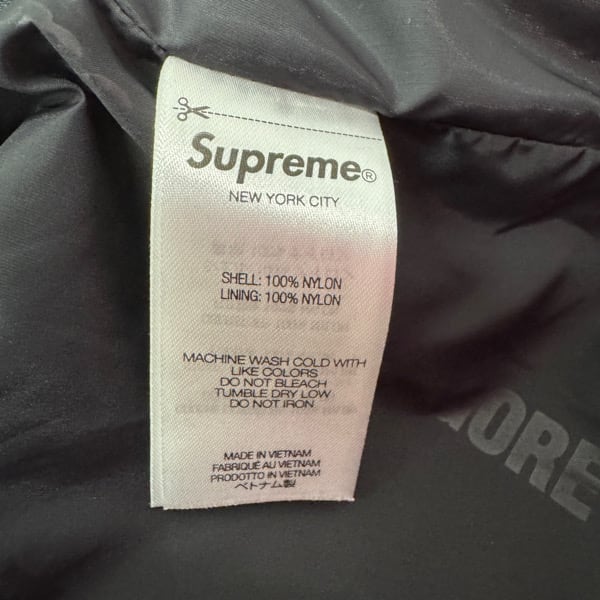 Supreme®
NEW YORK CITY
SHELL: 100% NYLON
LINING: 100% NYLON
MACHINE WASH COLD WITH
LIKE COLORS
DO NOT BLEACH
TUMBLE DRY LOW
DO NOT IRON
MADE IN VIETNAM
FABRIQUÉ AU VIETNAM
PRODOTTO IN VIETNAM
ベトナム製